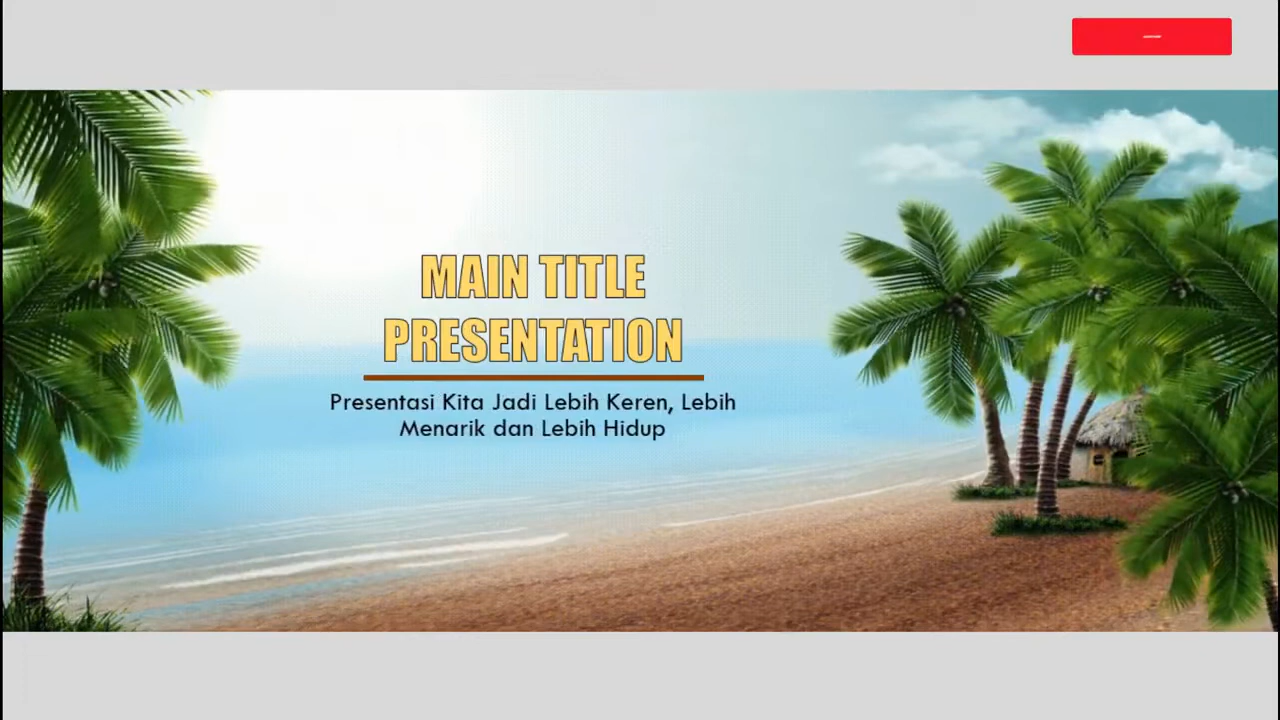 MAIN TITLE
PRESENTATION
Presentasi Kita Jadi Lebih Keren, Lebih
Menarik dan Lebih Hidup